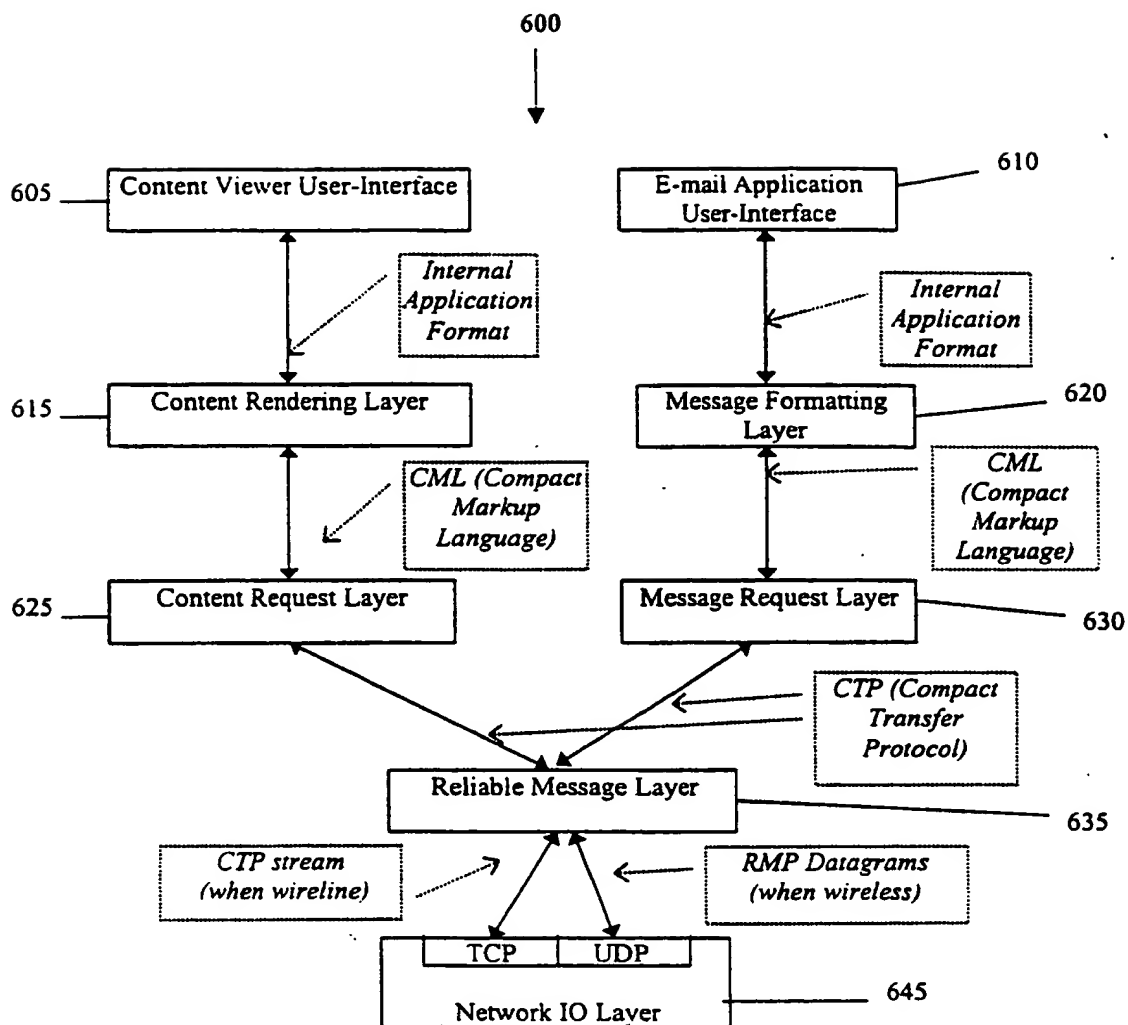 600
605
Content Viewer User-Interface
E-mail Application
User-Interface
610
Internal
Application
Format
Internal
Application
Format
615
Content Rendering Layer
Message Formatting
Layer
620
CML (Compact
Markup
Language)
CML
(Compact
Markup
Language)
625
Content Request Layer
Message Request Layer
630
CTP (Compact
Transfer
Protocol)
Reliable Message Layer
635
CTP stream
(when wireline)
RMP Datagrams
(when wireless)
TCP
UDP
Network IO Layer
645